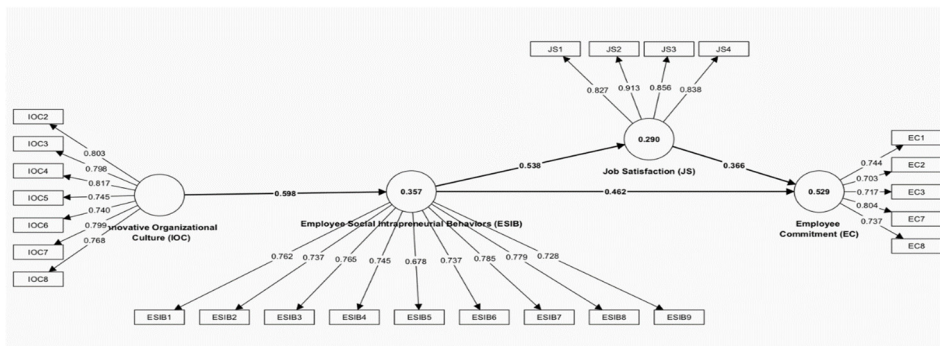 JS1 JS2 JS3 JS4
0.827 0.913 0.856 0.838
0.290
Job Satisfaction (JS)
IOC2
IOC3
IOC4
IOC5
IOC6
IOC7
IOC8
0.803
0.798
0.817
0.745
0.740
0.799
0.768
nnovative Organizational
Culture (IOC)
0.598
0.357
Employee Social Intrapreneurial Behaviors (ESIB)
0.538
0.462
0.366
0.529
Employee
Commitment (EC)
0.744
0.703
0.717
0.804
0.737
EC1
EC2
EC3
EC7
EC8
0.762 0.737 0.765 0.745 0.678 0.737 0.785 0.779 0.728
ESIB1 ESIB2 ESIB3 ESIB4 ESIB5 ESIB6 ESIB7 ESIB8 ESIB9